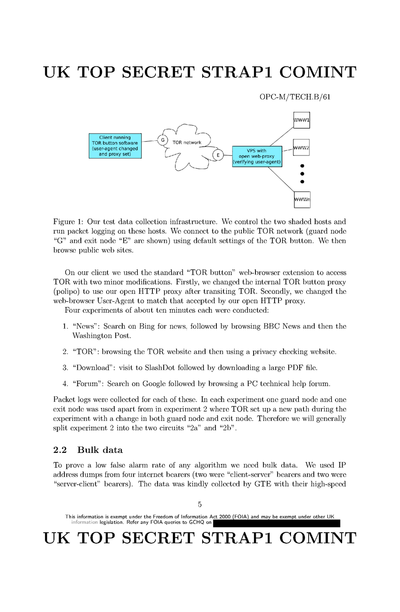 UK TOP SECRET STRAP1 COMINT
OPC-M/TECH.B/61
Client running
TOR button software
(user-agent changed
and proxy set)
G
TOR network
E
VPS with
open web-proxy
(verifying user-agent)
WWW1
WWW2
WWWn
Figure 1: Our test data collection infrastructure. We control the two shaded hosts and
run packet logging on these hosts. We connect to the public TOR network (guard node
“G” and exit node “E” are shown) using default settings of the TOR button. We then
browse public web sites.
On our client we used the standard “TOR button” web-browser extension to access
TOR with two minor modifications. Firstly, we changed the internal TOR button proxy
(polipo) to use our open HTTP proxy after transiting TOR. Secondly, we changed the
web-browser User-Agent to match that accepted by our open HTTP proxy.
Four experiments of about ten minutes each were conducted:
1. “News”: Search on Bing for news, followed by browsing BBC News and then the
Washington Post.
2. “TOR”: browsing the TOR website and then using a privacy checking website.
3. “Download”: visit to SlashDot followed by downloading a large PDF file.
4. “Forum”: Search on Google followed by browsing a PC technical help forum.
Packet logs were collected for each of these. In each experiment one guard node and one
exit node was used apart from in experiment 2 where TOR set up a new path during the
experiment with a change in both guard node and exit node. Therefore we will generally
split experiment 2 into the two circuits “2a” and “2b”.
2.2 Bulk data
To prove a low false alarm rate of any algorithm we need bulk data. We used IP
address dumps from four internet bearers (two were “client-server” bearers and two were
“server-client” bearers). The data was kindly collected by GTE with their high-speed
5
This information is exempt under the Freedom of Information Act 2000 (FOIA) and may be exempt under other UK
information legislation. Refer any FOIA queries to GCHQ on
UK TOP SECRET STRAP1 COMINT